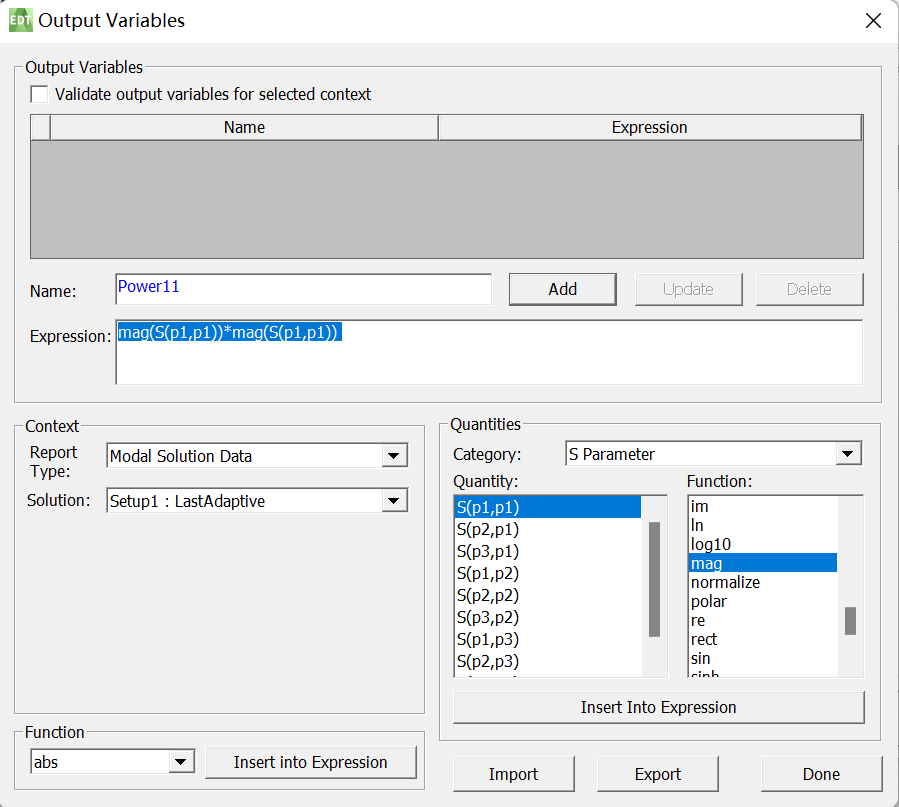 EDT Output Variables
Output Variables
Validate output variables for selected context
Name Expression
Name: Power11 Add Update Delete
Expression: mag(S(p1,p1))*mag(S(p1,p1))
Context
Report Type: Modal Solution Data
Solution: Setup1 : LastAdaptive
Quantities
Category: S Parameter
Quantity: Function:
S(p1,p1)
S(p2,p1)
S(p3,p1)
S(p1,p2)
S(p2,p2)
S(p3,p2)
S(p1,p3)
S(p2,p3)
im
ln
log10
mag
normalize
polar
re
rect
sin
sinh
Insert Into Expression
Function
abs Insert into Expression
Import Export Done